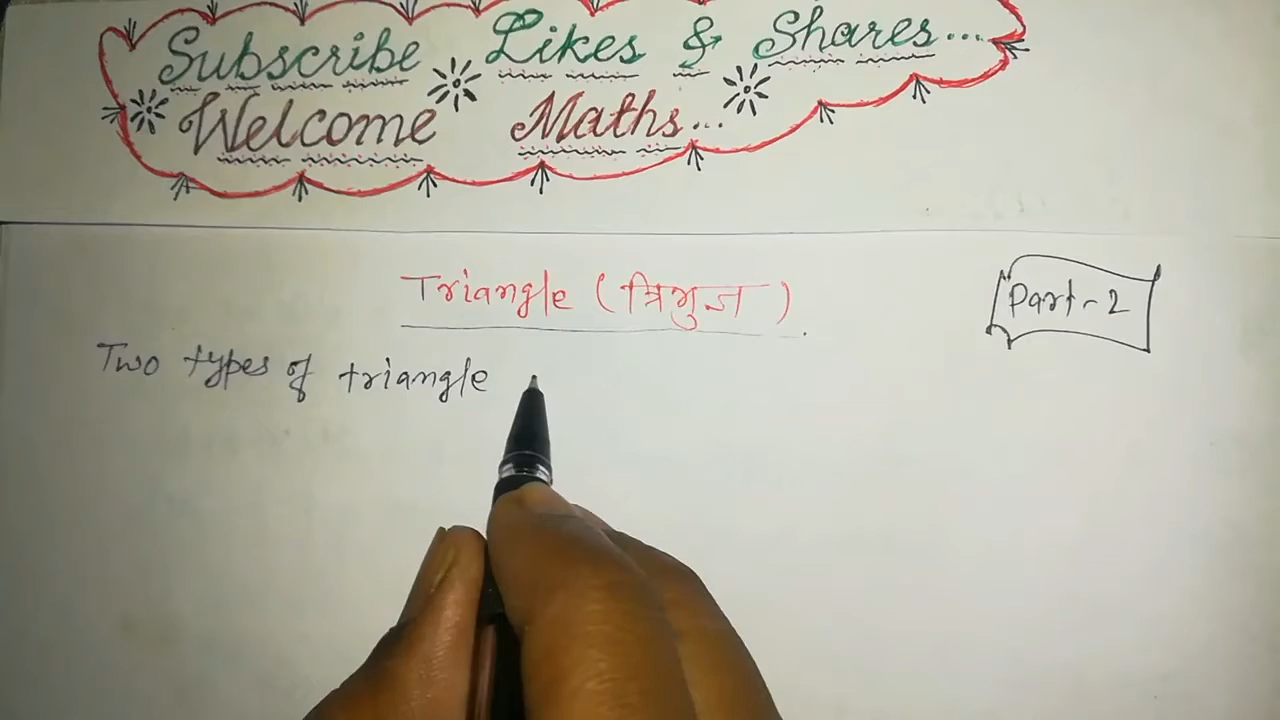 Subscribe Likes & Shares...
Welcome Maths...
Triangle (त्रिभुज)
Part-2
Two types of triangle